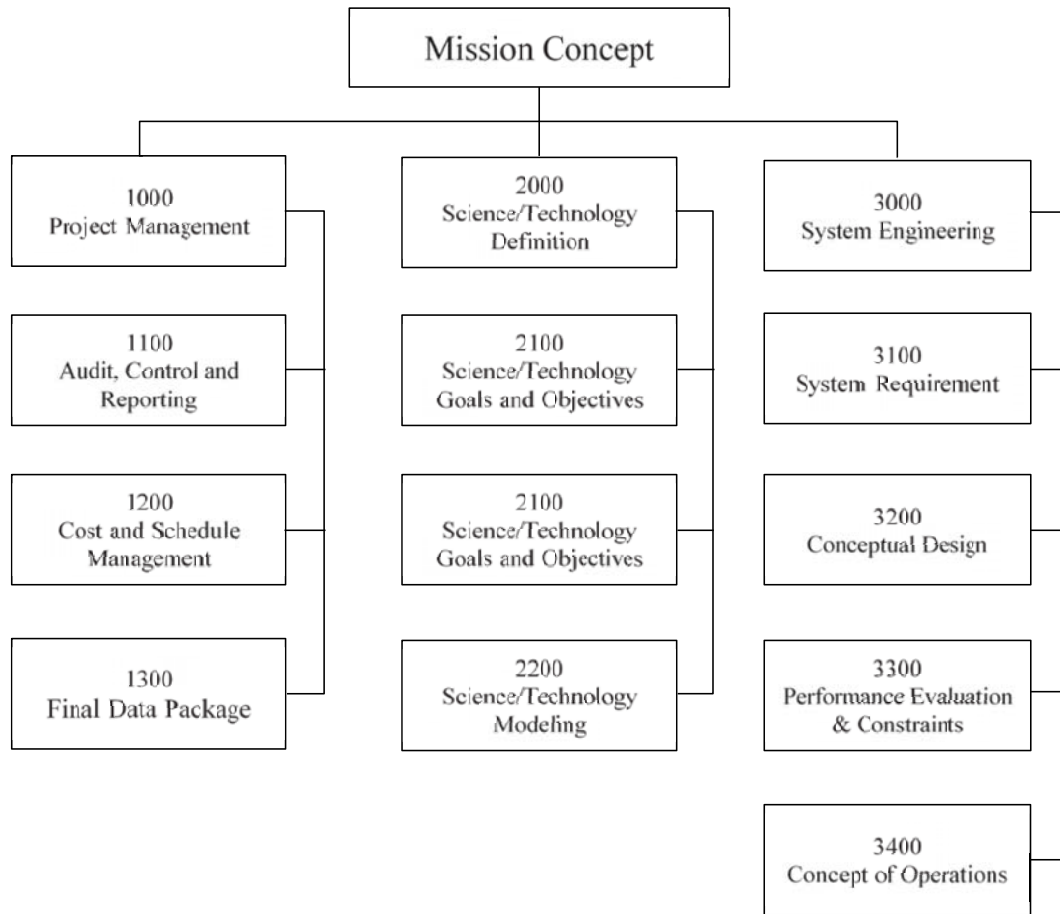 Mission Concept
1000
Project Management
2000
Science/Technology
Definition
3000
System Engineering
1100
Audit, Control and
Reporting
2100
Science/Technology
Goals and Objectives
3100
System Requirement
1200
Cost and Schedule
Management
2100
Science/Technology
Goals and Objectives
3200
Conceptual Design
1300
Final Data Package
2200
Science/Technology
Modeling
3300
Performance Evaluation
& Constraints
3400
Concept of Operations